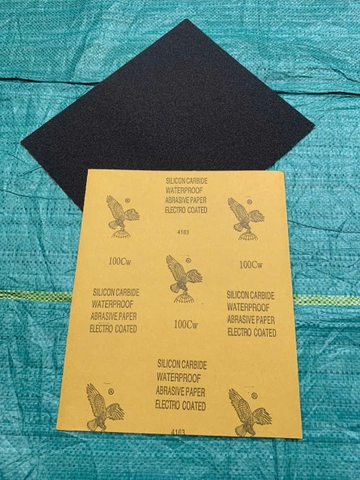 SILICON CARBIDE
WATERPROOF
ABRASIVE PAPER
ELECTRO COATED
®
4103
®
100Cw
®
100Cw
SILICON CARBIDE
WATERPROOF
ABRASIVE PAPER
ELECTRO COATED
SILICON CARBIDE
WATERPROOF
ABRASIVE PAPER
ELECTRO COATED
SILICON CARBIDE
WATERPROOF
ABRASIVE PAPER
ELECTRO COATED
®
®
4103